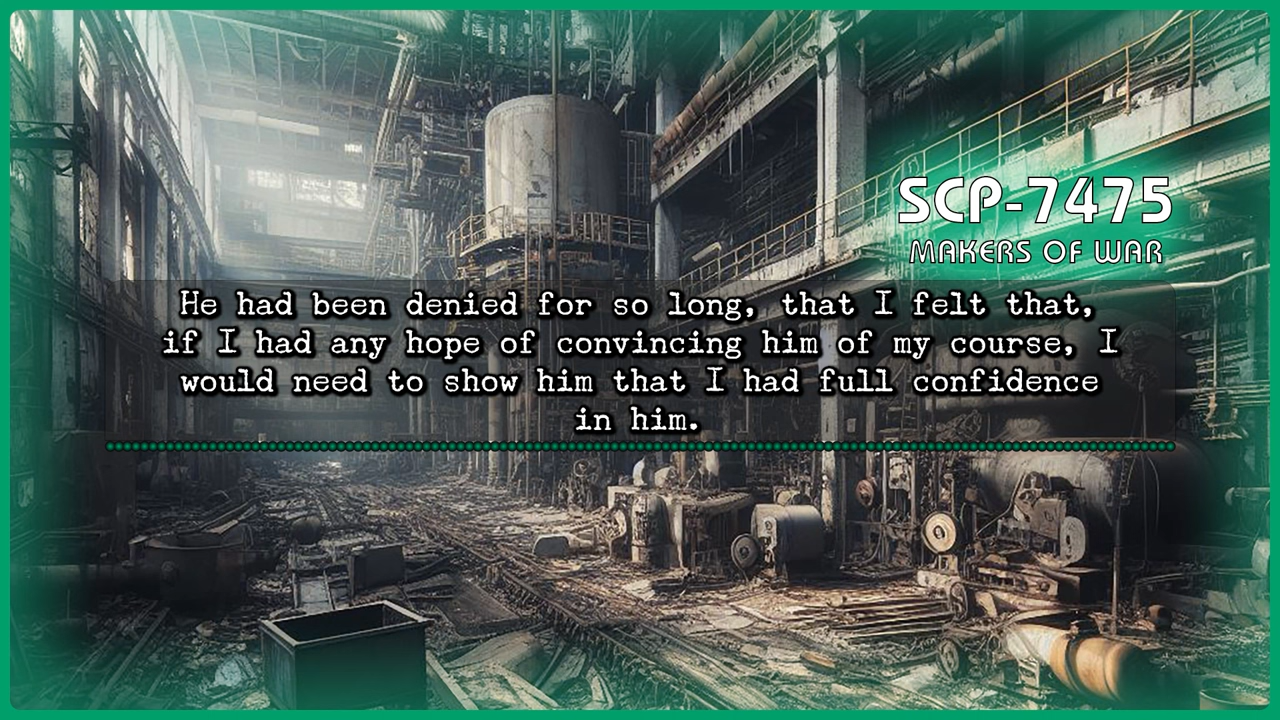 SCP-7475
MAKERS OF WAR
He had been denied for so long, that I felt that,
if I had any hope of convincing him of my course, I
would need to show him that I had full confidence
in him.